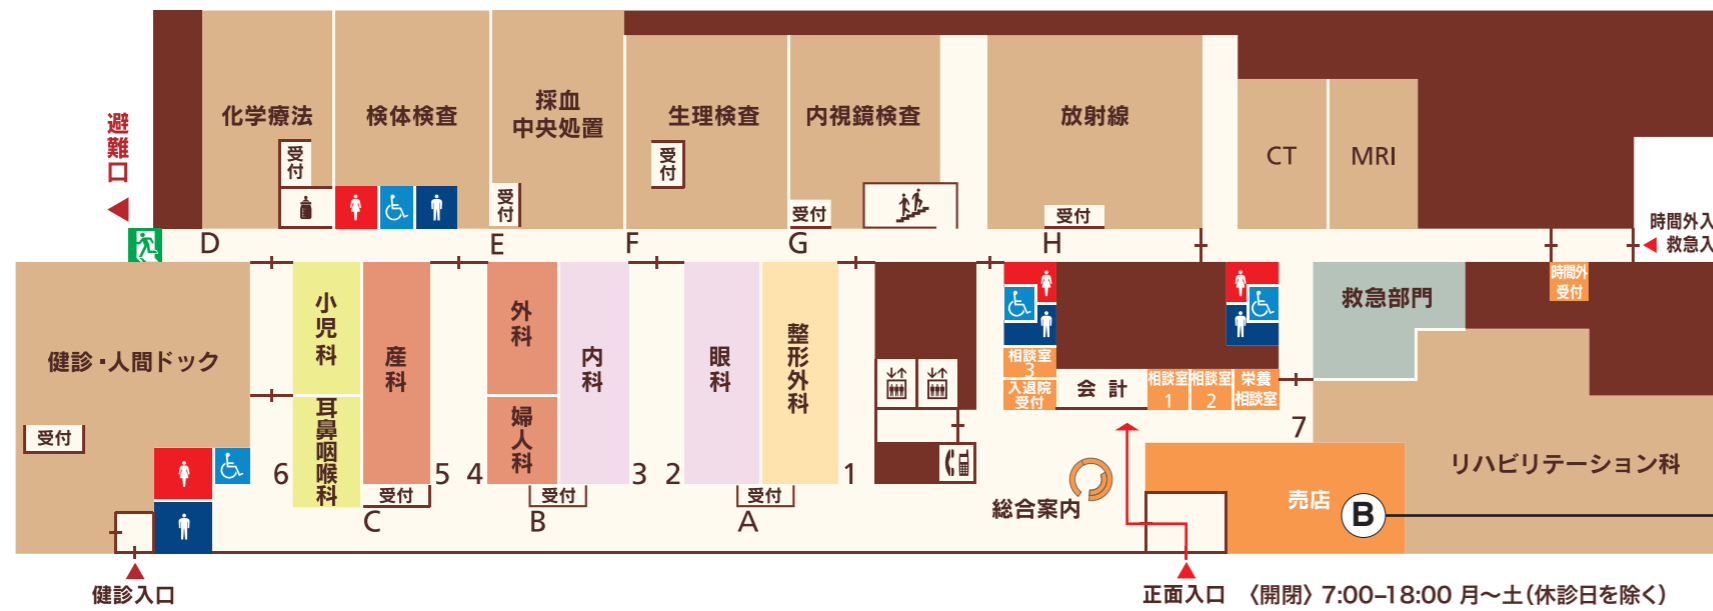 避難口
化学療法
受付
検体検査
採血
中央処置
受付
生理検査
受付
内視鏡検査
受付
放射線
受付
CT
MRI
時間外入
救急入
D
E
F
G
H
時間外
受付
健診・人間ドック
受付
小児科
耳鼻咽喉科
産科
外科
婦人科
内科
眼科
整形外科
相談室
3
入退院
受付
会計
相談室
1
相談室
2
栄養
相談室
救急部門
リハビリテーション科
6
5
4
3
2
1
7
受付
受付
受付
C
B
A
総合案内
売店
B
健診入口
正面入口 〈開閉〉 7:00–18:00 月～土(休診日を除く)